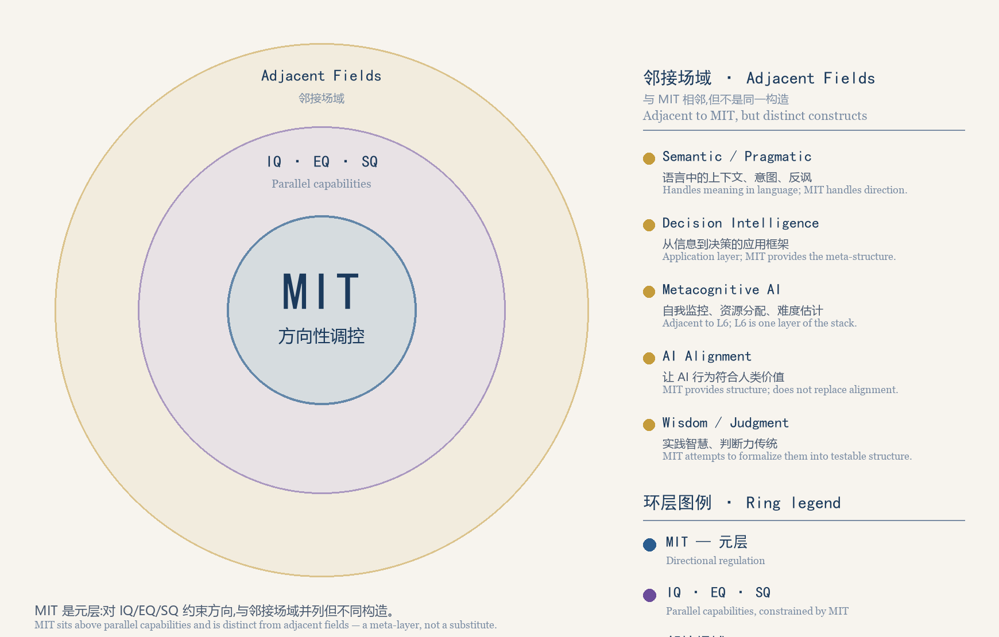 Adjacent Fields
邻接场域
IQ · EQ · SQ
Parallel capabilities
MIT
方向性调控
MIT 是元层:对 IQ/EQ/SQ 约束方向,与邻接场域并列但不同构造。
MIT sits above parallel capabilities and is distinct from adjacent fields — a meta-layer, not a substitute.
邻接场域 · Adjacent Fields
与 MIT 相邻,但不是同一构造
Adjacent to MIT, but distinct constructs
Semantic / Pragmatic
语言中的上下文、意图、反讽
Handles meaning in language; MIT handles direction.
Decision Intelligence
从信息到决策的应用框架
Application layer; MIT provides the meta-structure.
Metacognitive AI
自我监控、资源分配、难度估计
Adjacent to L6; L6 is one layer of the stack.
AI Alignment
让 AI 行为符合人类价值
MIT provides structure; does not replace alignment.
Wisdom / Judgment
实践智慧、判断力传统
MIT attempts to formalize them into testable structure.
环层图例 · Ring legend
MIT — 元层
Directional regulation
IQ · EQ · SQ
Parallel capabilities, constrained by MIT